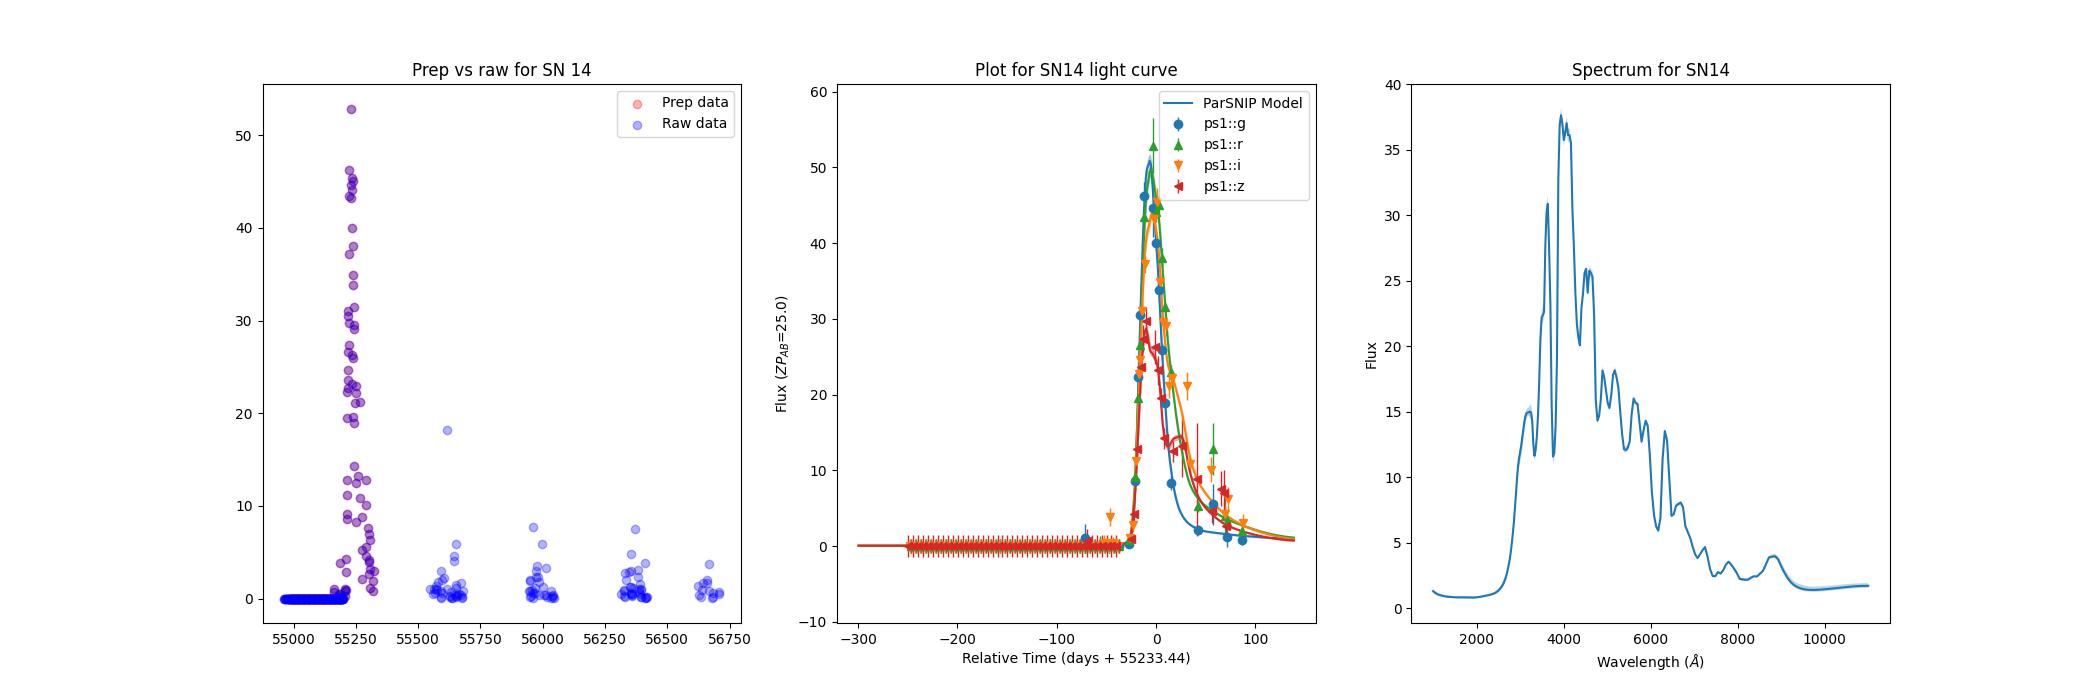 Prep vs raw for SN 14
Prep data
Raw data
50
40
30
20
10
0
55000 55250 55500 55750 56000 56250 56500 56750
Plot for SN14 light curve
ParSNIP Model
ps1::g
ps1::r
ps1::i
ps1::z
Flux (ZP_AB=25.0)
60
50
40
30
20
10
0
−10
−300 −200 −100 0 100
Relative Time (days + 55233.44)
Spectrum for SN14
Flux
40
35
30
25
20
15
10
5
0
2000 4000 6000 8000 10000
Wavelength (Å)